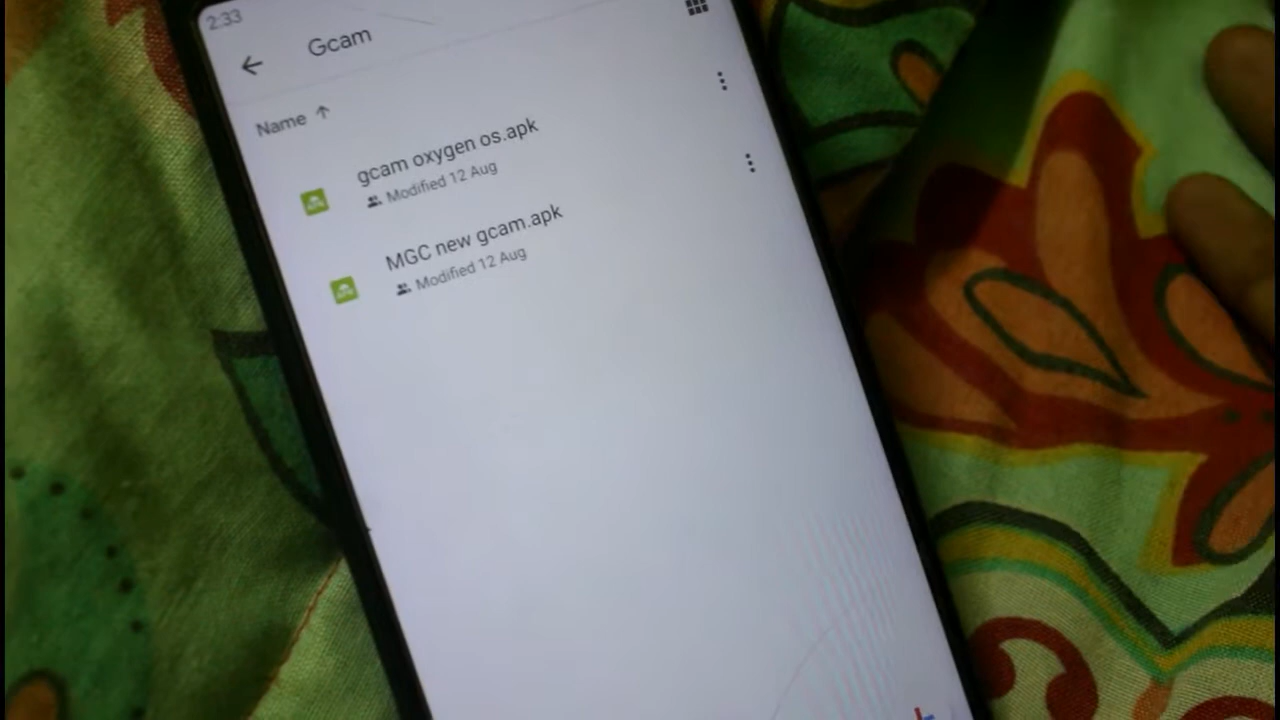 2:33
Gcam
Name ↑
gcam oxygen os.apk
Modified 12 Aug
MGC new gcam.apk
Modified 12 Aug